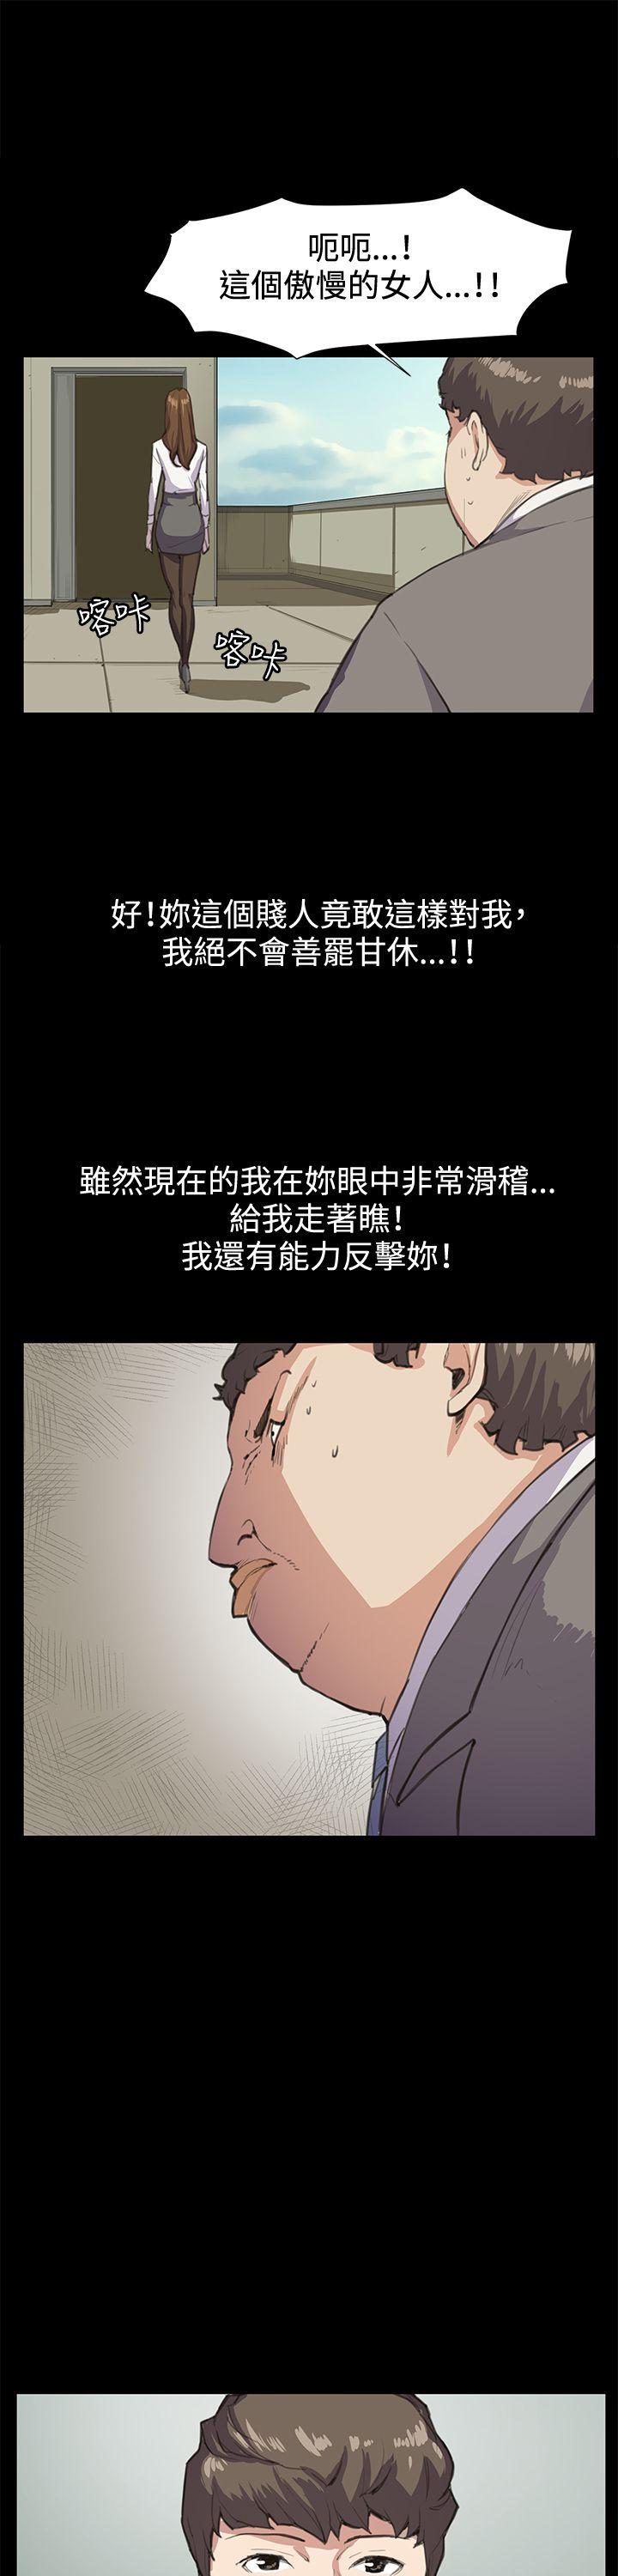 呃呃...!
這個傲慢的女人...!!
喀咔
喀咔
好!妳這個賤人竟敢這樣對我,
我絕不會善罷甘休...!!
雖然現在的我在妳眼中非常滑稽...
給我走著瞧!
我還有能力反擊妳!